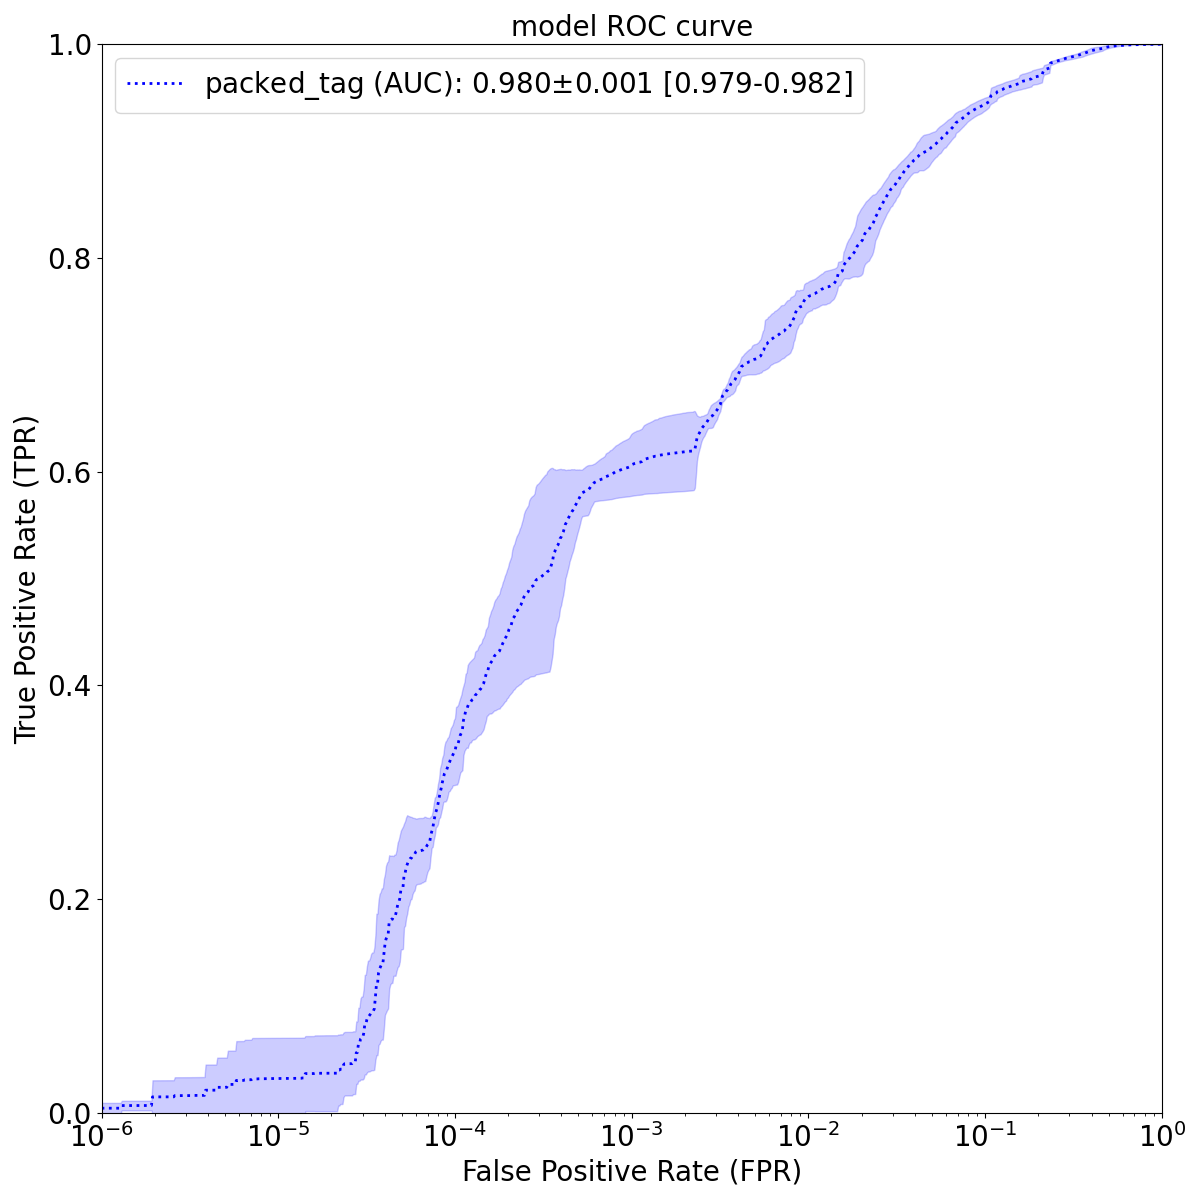 model ROC curve
packed_tag (AUC): 0.980±0.001 [0.979-0.982]
1.0
0.8
0.6
0.4
0.2
0.0
True Positive Rate (TPR)
10⁻⁶ 10⁻⁵ 10⁻⁴ 10⁻³ 10⁻² 10⁻¹ 10⁰
False Positive Rate (FPR)